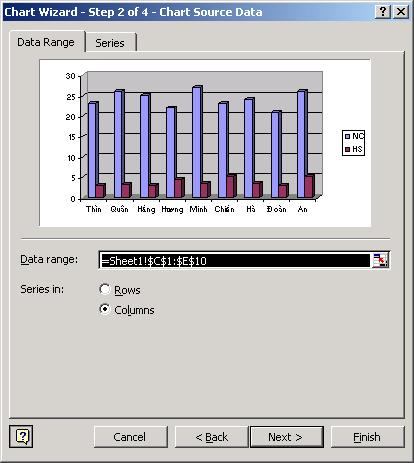 Chart Wizard - Step 2 of 4 - Chart Source Data
Data Range Series
30
25
20
15
10
5
0
NC
HS
Thìn Quân Hằng Hương Minh Chiến Hà Đoàn An
Data range: =Sheet1!$C$1:$E$10
Series in: Rows
Columns
Cancel < Back Next > Finish